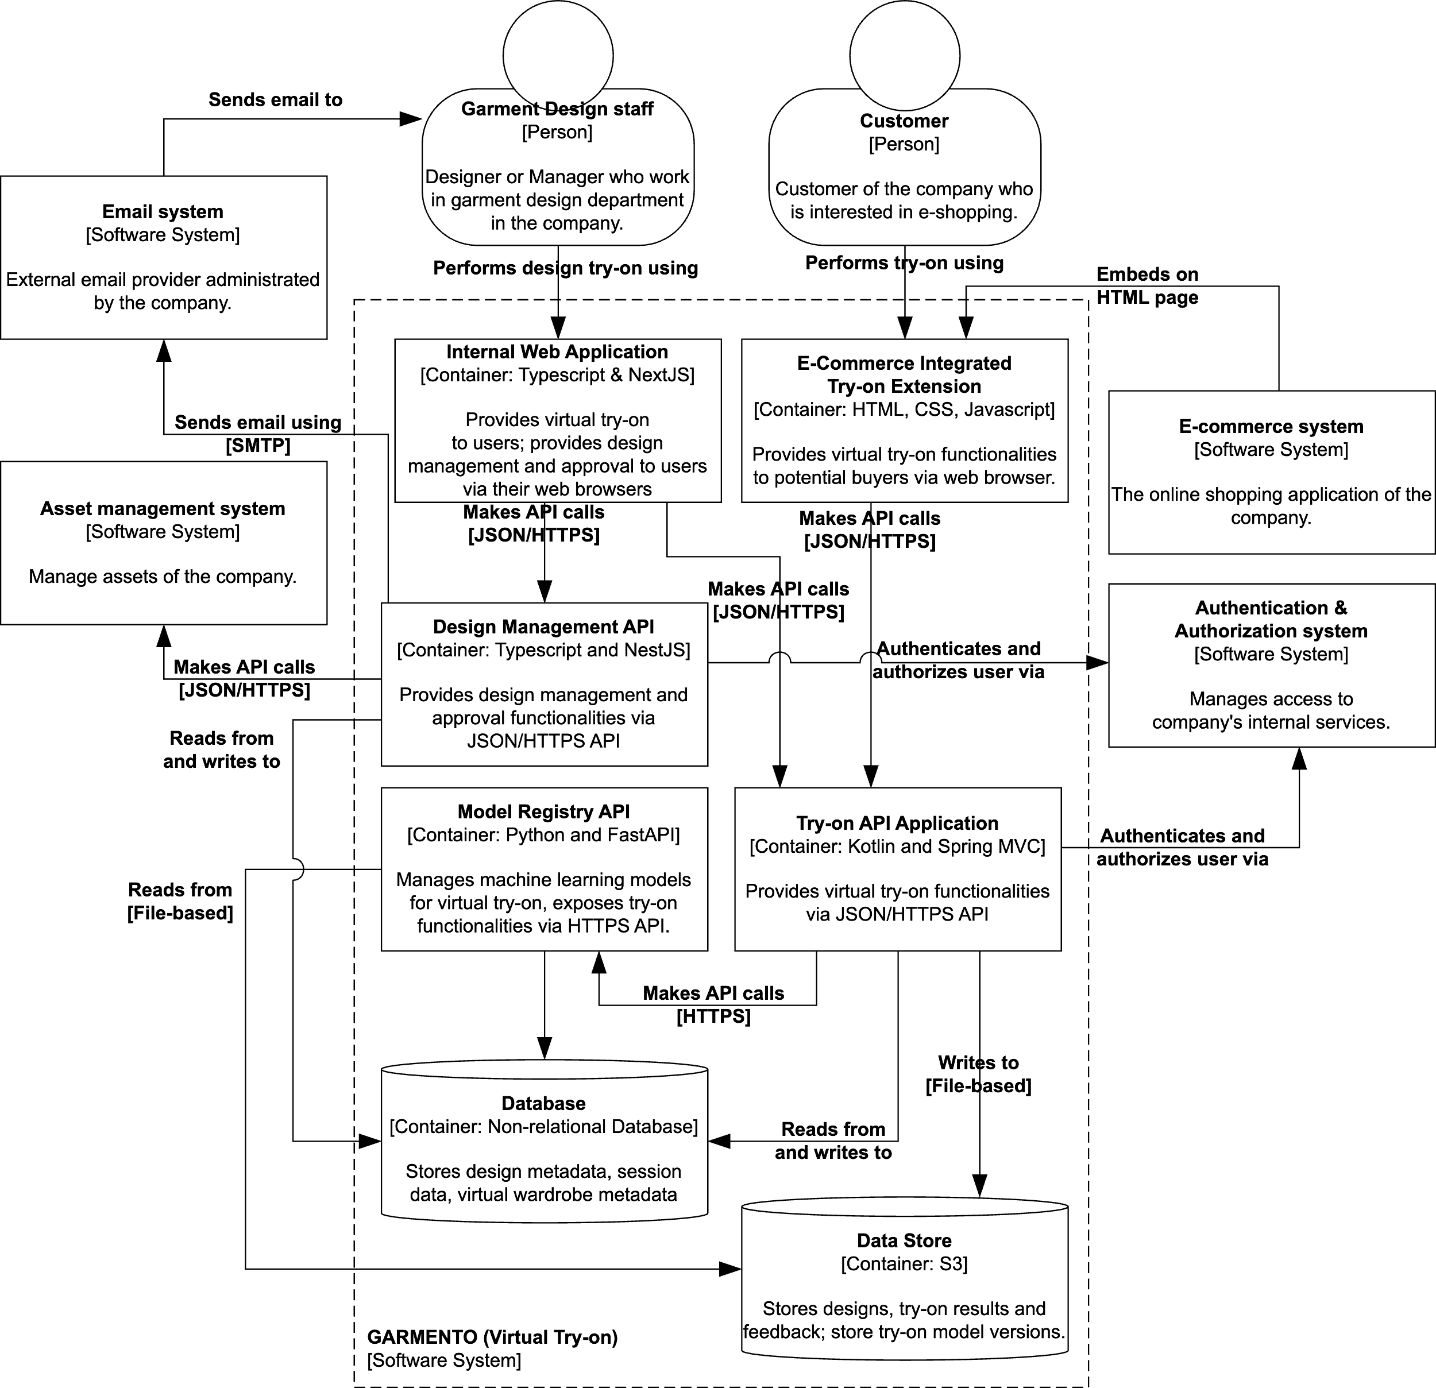 Sends email to
Garment Design staff
[Person]
Designer or Manager who work
in garment design department
in the company.
Customer
[Person]
Customer of the company who
is interested in e-shopping.
Email system
[Software System]
External email provider administrated
by the company.
Performs design try-on using
Performs try-on using
Embeds on
HTML page
Internal Web Application
[Container: Typescript & NextJS]
Provides virtual try-on
to users; provides design
management and approval to users
via their web browsers
E-Commerce Integrated
Try-on Extension
[Container: HTML, CSS, Javascript]
Provides virtual try-on functionalities
to potential buyers via web browser.
E-commerce system
[Software System]
The online shopping application of the
company.
Sends email using
[SMTP]
Asset management system
[Software System]
Manage assets of the company.
Makes API calls
[JSON/HTTPS]
Makes API calls
[JSON/HTTPS]
Makes API calls
[JSON/HTTPS]
Authentication &
Authorization system
[Software System]
Manages access to
company's internal services.
Design Management API
[Container: Typescript and NestJS]
Provides design management and
approval functionalities via
JSON/HTTPS API
Authenticates and
authorizes user via
Makes API calls
[JSON/HTTPS]
Reads from
and writes to
Model Registry API
[Container: Python and FastAPI]
Manages machine learning models
for virtual try-on, exposes try-on
functionalities via HTTPS API.
Try-on API Application
[Container: Kotlin and Spring MVC]
Provides virtual try-on functionalities
via JSON/HTTPS API
Authenticates and
authorizes user via
Reads from
[File-based]
Makes API calls
[HTTPS]
Writes to
[File-based]
Database
[Container: Non-relational Database]
Stores design metadata, session
data, virtual wardrobe metadata
Reads from
and writes to
Data Store
[Container: S3]
Stores designs, try-on results and
feedback; store try-on model versions.
GARMENTO (Virtual Try-on)
[Software System]